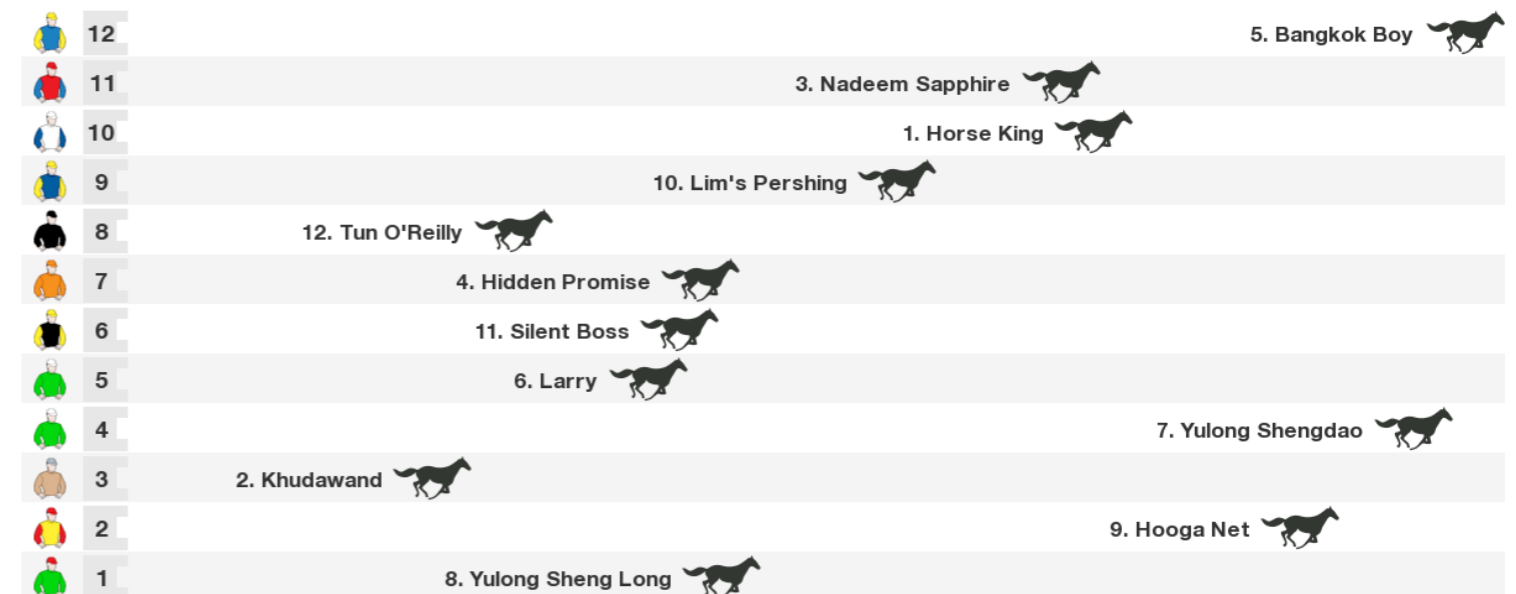 12 5. Bangkok Boy
11 3. Nadeem Sapphire
10 1. Horse King
9 10. Lim's Pershing
8 12. Tun O'Reilly
7 4. Hidden Promise
6 11. Silent Boss
5 6. Larry
4 7. Yulong Shengdao
3 2. Khudawand
2 9. Hooga Net
1 8. Yulong Sheng Long